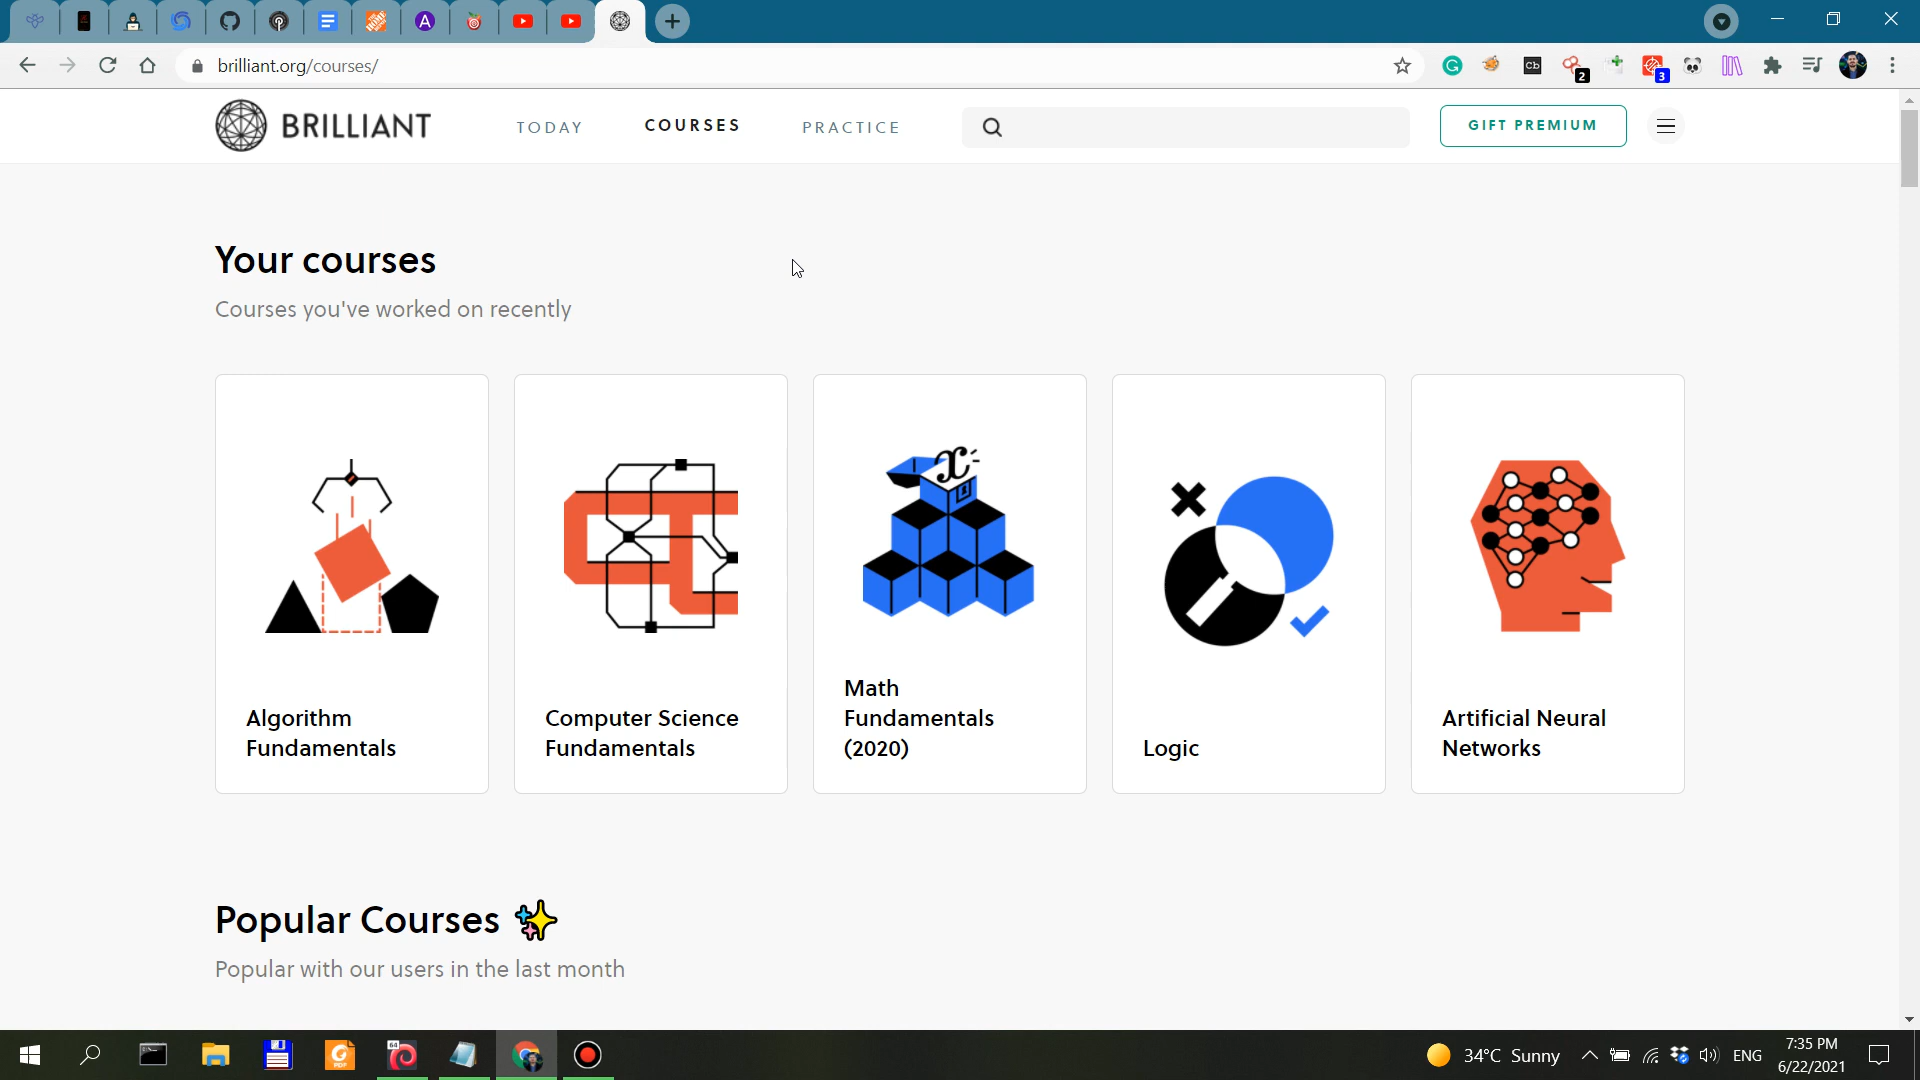 brilliant.org/courses/
2
3
BRILLIANT
TODAY
COURSES
PRACTICE
GIFT PREMIUM
Your courses
Courses you've worked on recently
Algorithm
Fundamentals
Computer Science
Fundamentals
x
Math
Fundamentals
(2020)
Logic
Artificial Neural
Networks
Popular Courses
Popular with our users in the last month
34°C Sunny
ENG
7:35 PM
6/22/2021